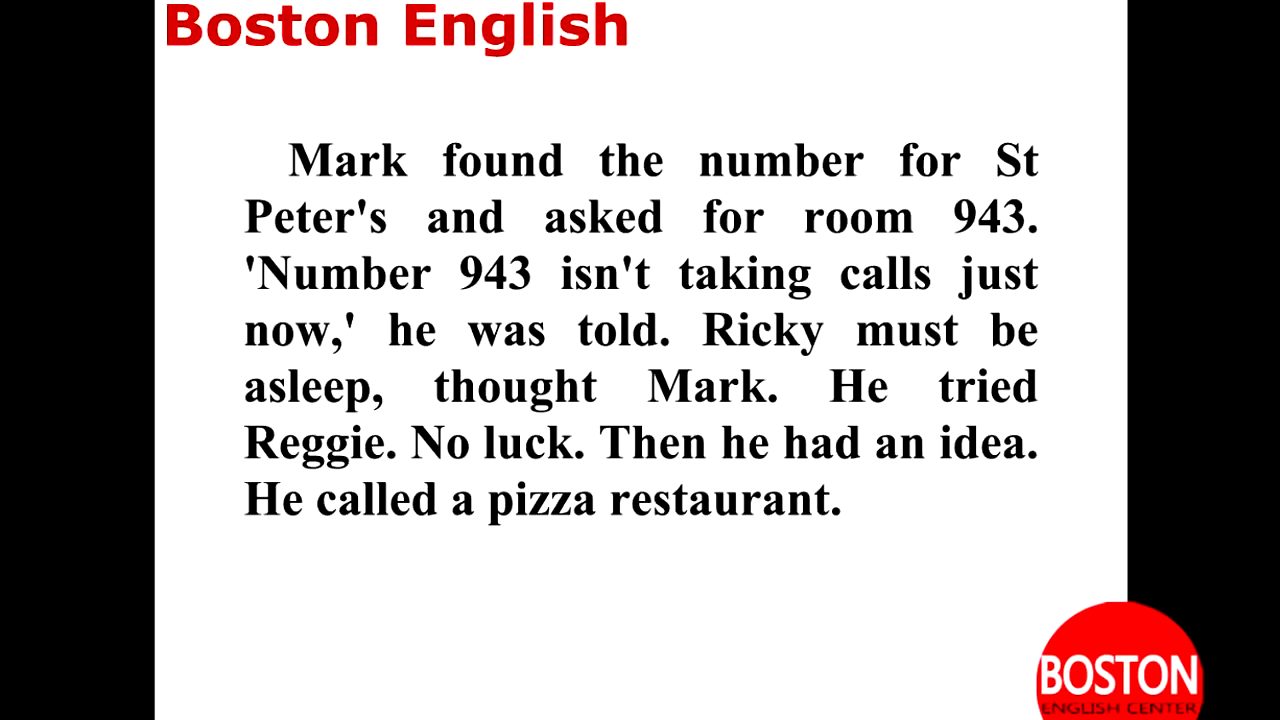 Boston English
Mark found the number for St
Peter's and asked for room 943.
'Number 943 isn't taking calls just
now,' he was told. Ricky must be
asleep, thought Mark. He tried
Reggie. No luck. Then he had an idea.
He called a pizza restaurant.
BOSTON
ENGLISH CENTER